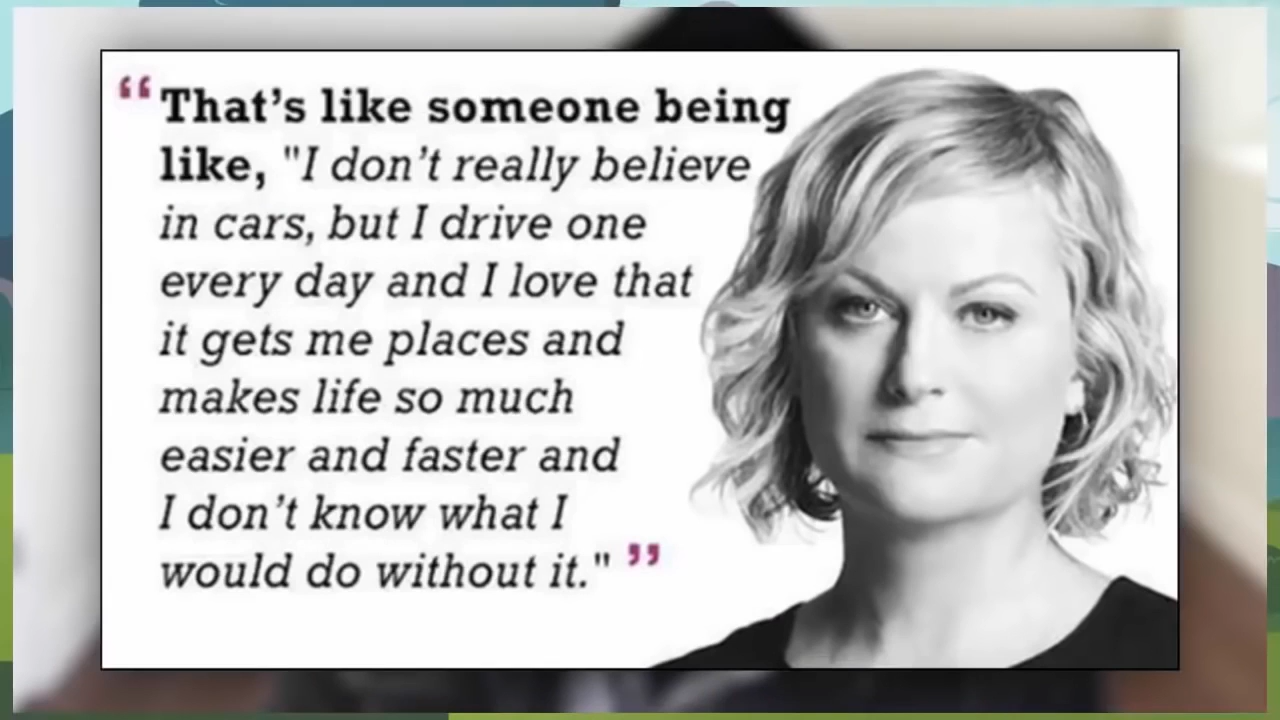 “That’s like someone being
like, "I don’t really believe
in cars, but I drive one
every day and I love that
it gets me places and
makes life so much
easier and faster and
I don’t know what I
would do without it." ”